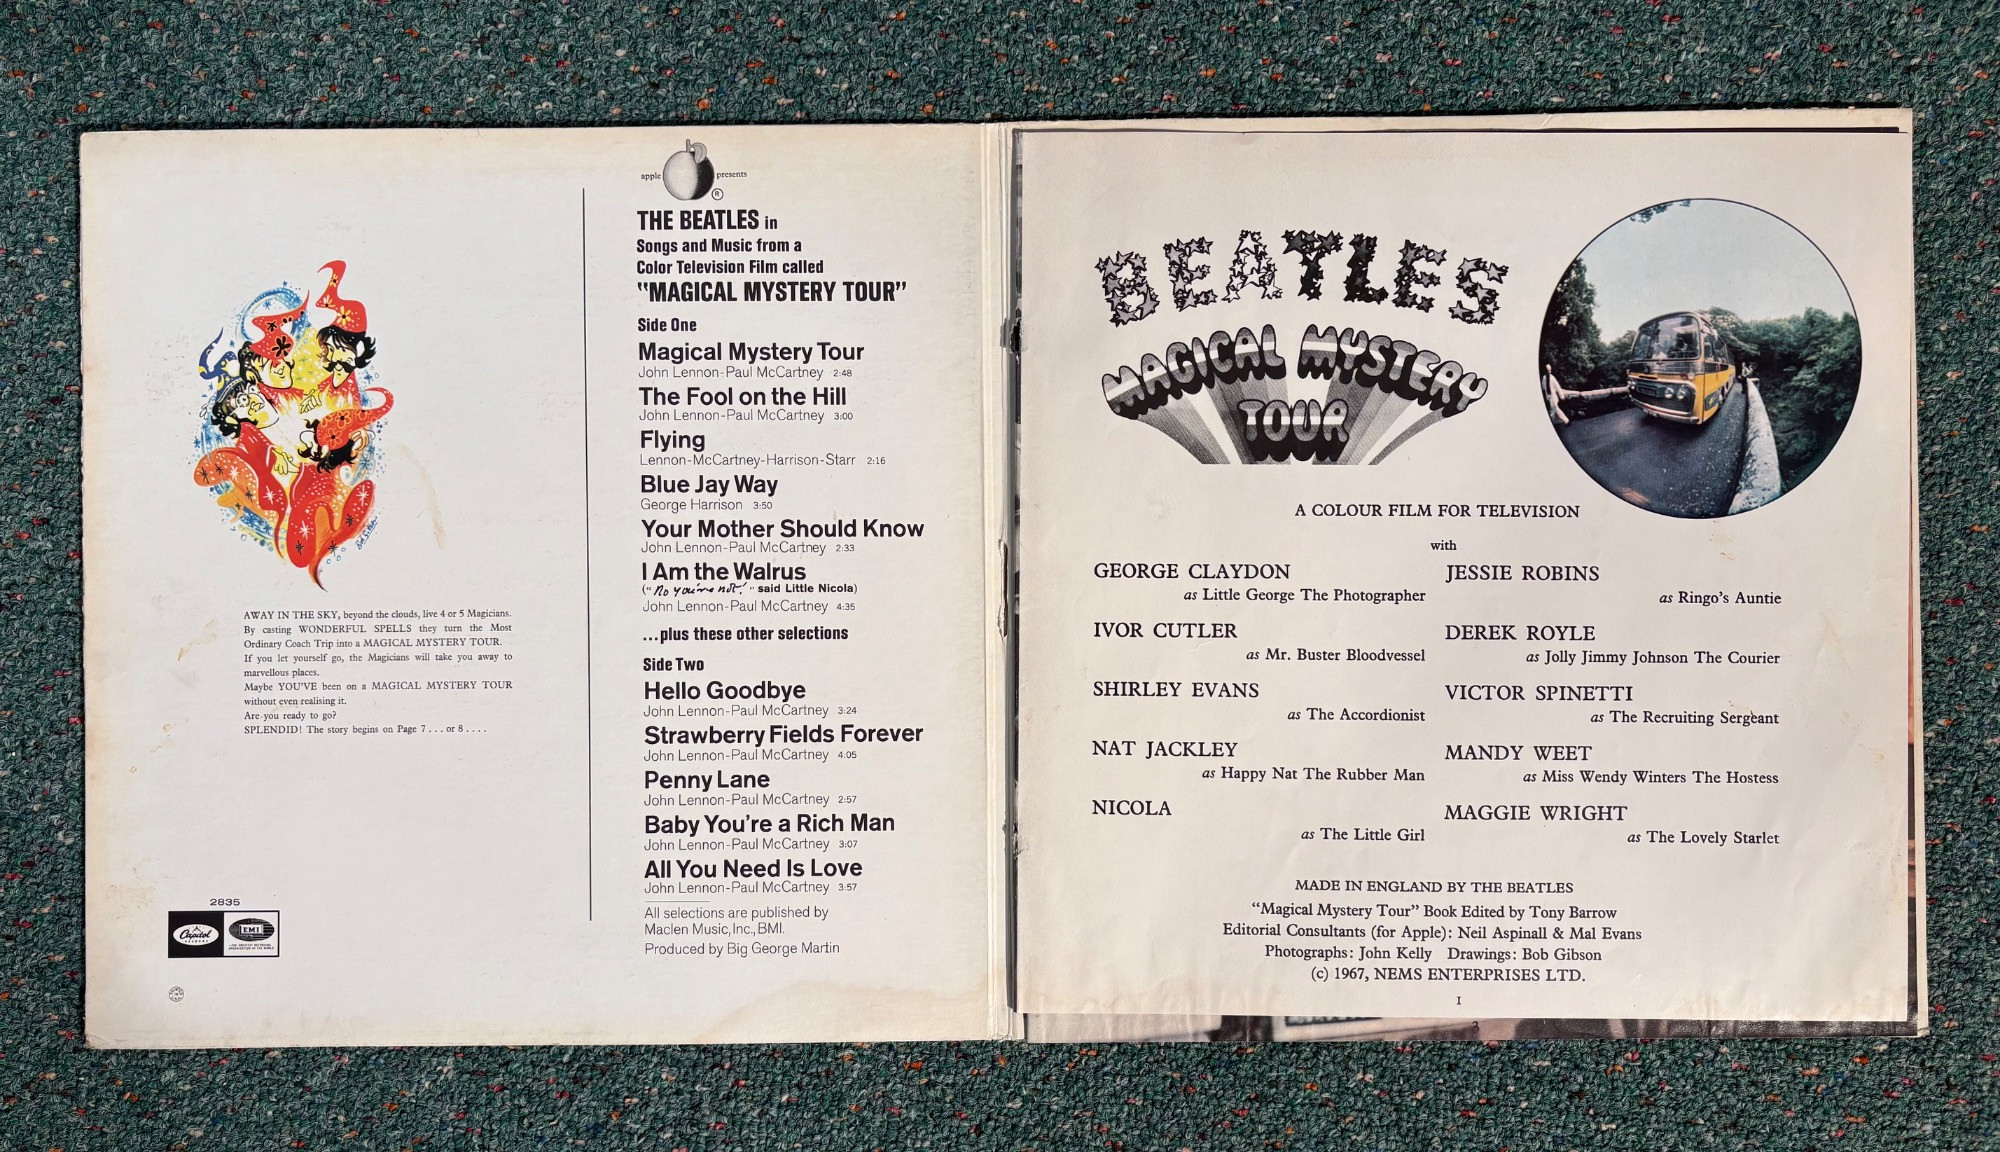 AWAY IN THE SKY, beyond the clouds, live 4 or 5 Magicians.
By casting WONDERFUL SPELLS they turn the Most
Ordinary Coach Trip into a MAGICAL MYSTERY TOUR.
If you let yourself go, the Magicians will take you away to
marvellous places.
Maybe YOU'VE been on a MAGICAL MYSTERY TOUR
without even realising it.
Are you ready to go?
SPLENDID! The story begins on Page 7 . . . or 8 . . . .
2835
Capitol
RECORDS
EMI
apple presents
®
THE BEATLES in
Songs and Music from a
Color Television Film called
"MAGICAL MYSTERY TOUR"
Side One
Magical Mystery Tour
John Lennon-Paul McCartney 2:48
The Fool on the Hill
John Lennon-Paul McCartney 3:00
Flying
Lennon-McCartney-Harrison-Starr 2:16
Blue Jay Way
George Harrison 3:50
Your Mother Should Know
John Lennon-Paul McCartney 2:33
I Am the Walrus
("No you're not!" said Little Nicola)
John Lennon-Paul McCartney 4:35
...plus these other selections
Side Two
Hello Goodbye
John Lennon-Paul McCartney 3:24
Strawberry Fields Forever
John Lennon-Paul McCartney 4:05
Penny Lane
John Lennon-Paul McCartney 2:57
Baby You're a Rich Man
John Lennon-Paul McCartney 3:07
All You Need Is Love
John Lennon-Paul McCartney 3:57
All selections are published by
Maclen Music, Inc., BMI.
Produced by Big George Martin
BEATLES
MAGICAL MYSTERY
TOUR
A COLOUR FILM FOR TELEVISION
with
GEORGE CLAYDON
as Little George The Photographer
IVOR CUTLER
as Mr. Buster Bloodvessel
SHIRLEY EVANS
as The Accordionist
NAT JACKLEY
as Happy Nat The Rubber Man
NICOLA
as The Little Girl
JESSIE ROBINS
as Ringo's Auntie
DEREK ROYLE
as Jolly Jimmy Johnson The Courier
VICTOR SPINETTI
as The Recruiting Sergeant
MANDY WEET
as Miss Wendy Winters The Hostess
MAGGIE WRIGHT
as The Lovely Starlet
MADE IN ENGLAND BY THE BEATLES
"Magical Mystery Tour" Book Edited by Tony Barrow
Editorial Consultants (for Apple): Neil Aspinall & Mal Evans
Photographs: John Kelly Drawings: Bob Gibson
(c) 1967, NEMS ENTERPRISES LTD.
1
3